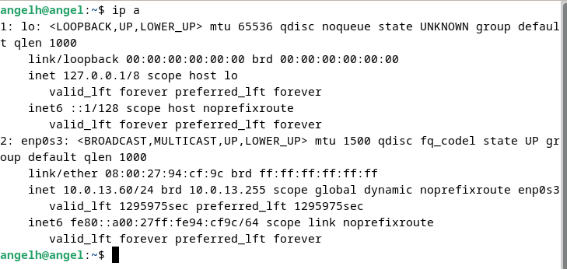 angelh@angel:~$ ip a
1: lo: <LOOPBACK,UP,LOWER_UP> mtu 65536 qdisc noqueue state UNKNOWN group defaul
t qlen 1000
    link/loopback 00:00:00:00:00:00 brd 00:00:00:00:00:00
    inet 127.0.0.1/8 scope host lo
       valid_lft forever preferred_lft forever
    inet6 ::1/128 scope host noprefixroute
       valid_lft forever preferred_lft forever
2: enp0s3: <BROADCAST,MULTICAST,UP,LOWER_UP> mtu 1500 qdisc fq_codel state UP gr
oup default qlen 1000
    link/ether 08:00:27:94:cf:9c brd ff:ff:ff:ff:ff:ff
    inet 10.0.13.60/24 brd 10.0.13.255 scope global dynamic noprefixroute enp0s3
       valid_lft 1295975sec preferred_lft 1295975sec
    inet6 fe80::a00:27ff:fe94:cf9c/64 scope link noprefixroute
       valid_lft forever preferred_lft forever
angelh@angel:~$